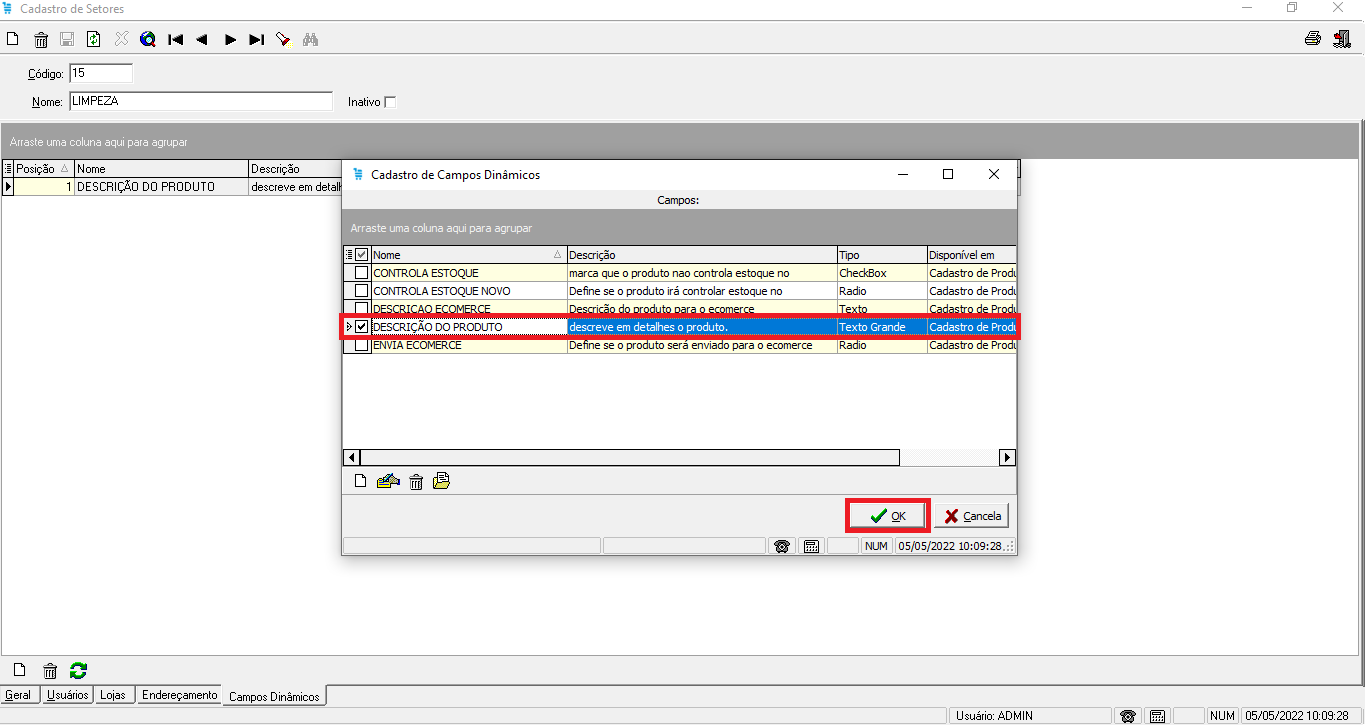 Cadastro de Setores
Código: 15
Nome: LIMPEZA Inativo
Arraste uma coluna aqui para agrupar
Posição Nome Descrição
1 DESCRIÇÃO DO PRODUTO descreve em detalh
Cadastro de Campos Dinâmicos
Campos:
Arraste uma coluna aqui para agrupar
Nome Descrição Tipo Disponível em
CONTROLA ESTOQUE marca que o produto nao controla estoque no CheckBox Cadastro de Produ
CONTROLA ESTOQUE NOVO Define se o produto irá controlar estoque no Radio Cadastro de Produ
DESCRICAO ECOMERCE Descrição do produto para o ecomerce Texto Cadastro de Produ
DESCRIÇÃO DO PRODUTO descreve em detalhes o produto. Texto Grande Cadastro de Produ
ENVIA ECOMERCE Define se o produto será enviado para o ecomerce Radio Cadastro de Produ
OK Cancela
NUM 05/05/2022 10:09:28
Geral Usuários Lojas Endereçamento Campos Dinâmicos
Usuário: ADMIN NUM 05/05/2022 10:09:28